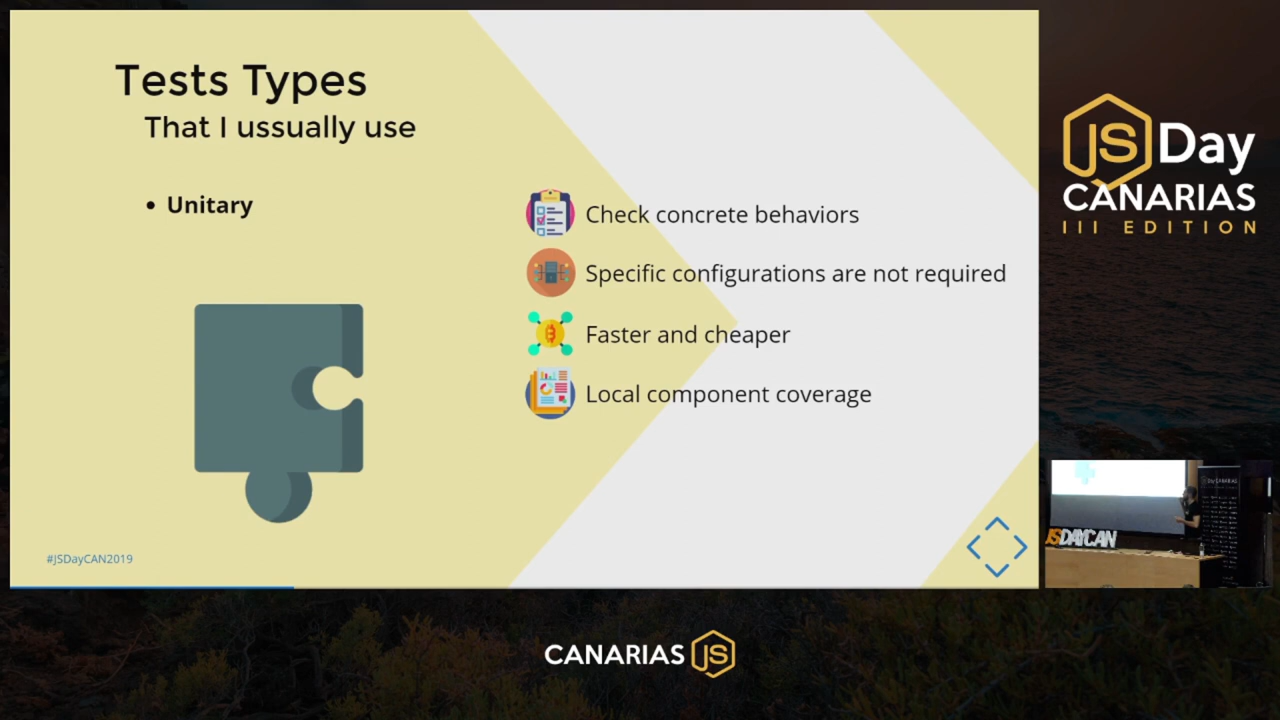 Tests Types
That I ussually use
• Unitary
Check concrete behaviors
Specific configurations are not required
Faster and cheaper
Local component coverage
#JSDayCAN2019
JS Day
CANARIAS
III EDITION
JSDAYCAN
CANARIAS JS